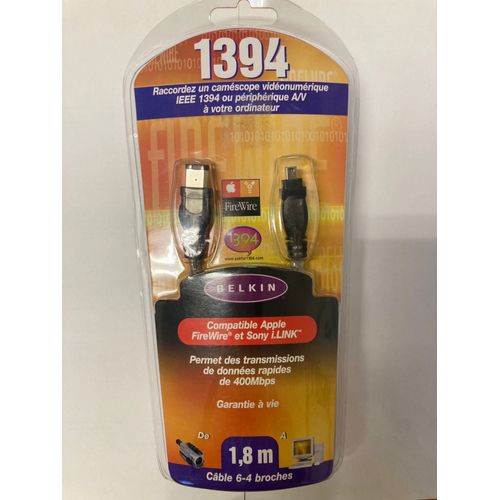 1394
Raccordez un caméscope vidéonumérique
IEEE 1394 ou périphérique A/V
à votre ordinateur
FIREWIRE
FireWire
1394
BELKIN
Compatible Apple
FireWire® et Sony i.LINK™
Permet des transmissions
de données rapides
de 400Mbps
Garantie à vie
De
A
1,8 m
Câble 6-4 broches